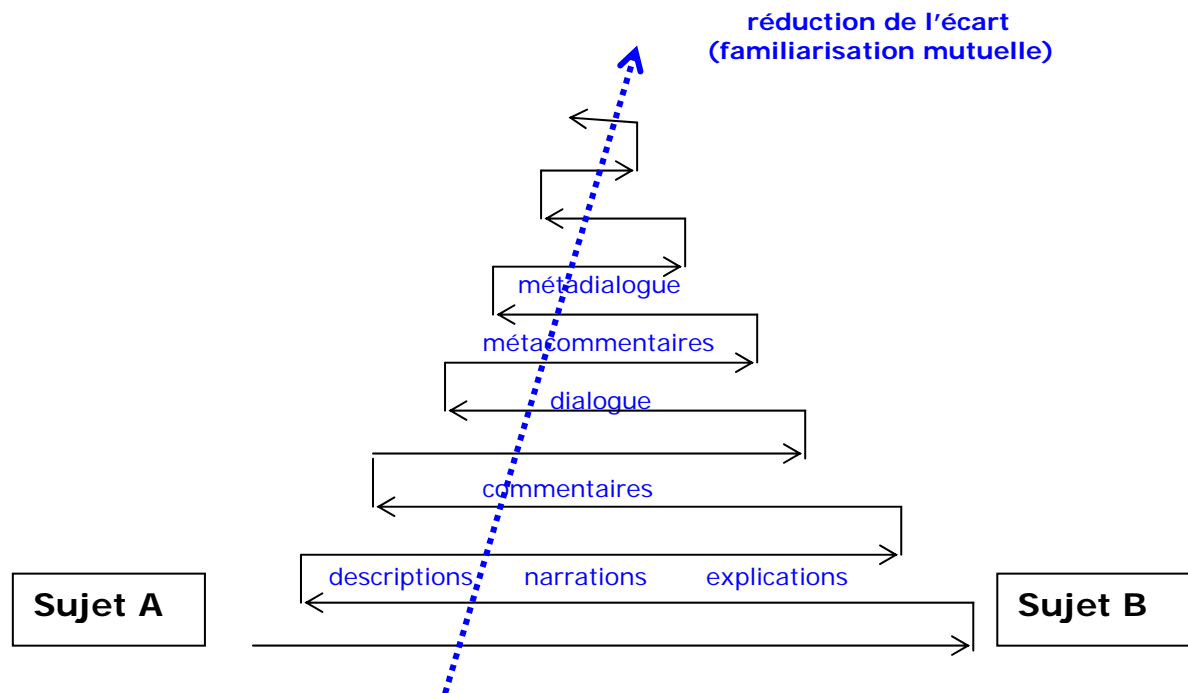 réduction de l’écart
(familiarisation mutuelle)
métadialogue
métacommentaires
dialogue
commentaires
descriptions narrations explications
Sujet A
Sujet B